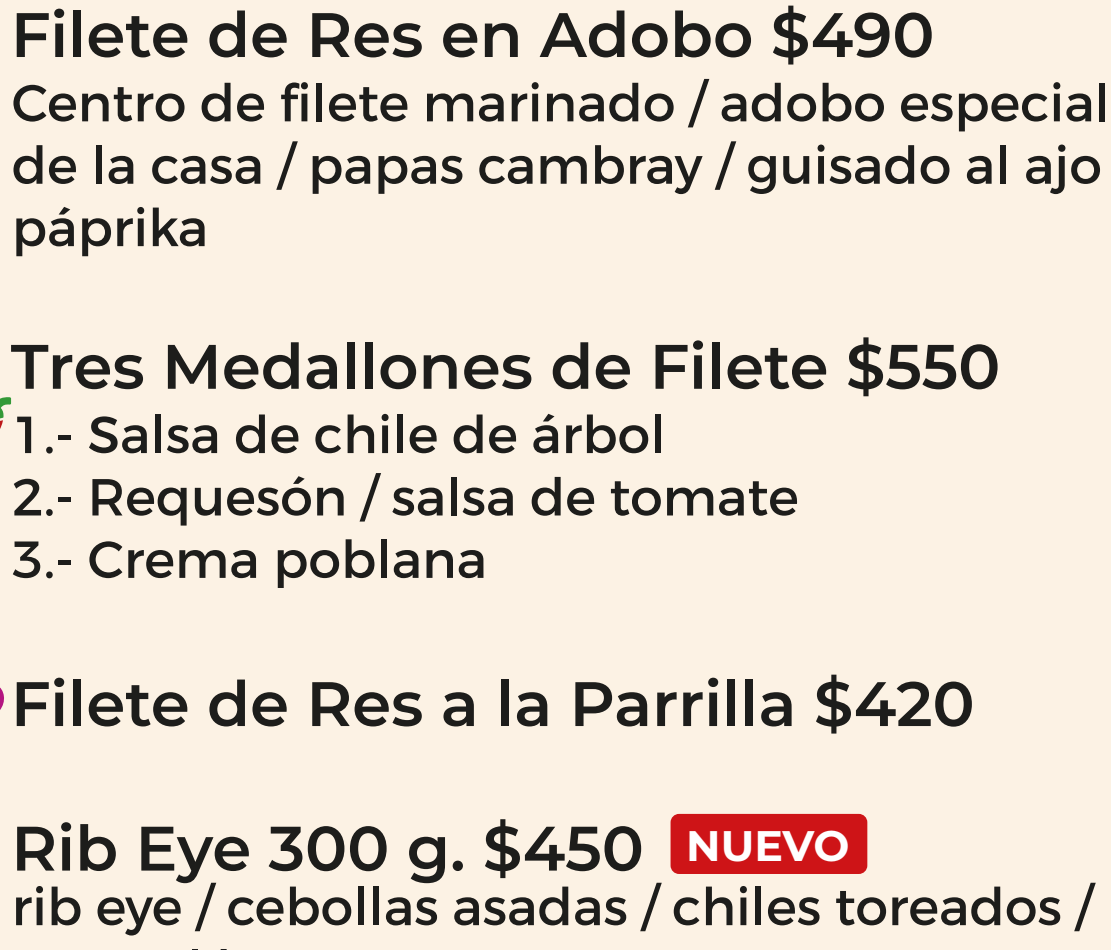 Filete de Res en Adobo $490
Centro de filete marinado / adobo especial
de la casa / papas cambray / guisado al ajo
páprika
Tres Medallones de Filete $550
1.- Salsa de chile de árbol
2.- Requesón / salsa de tomate
3.- Crema poblana
Filete de Res a la Parrilla $420
Rib Eye 300 g. $450 NUEVO
rib eye / cebollas asadas / chiles toreados /